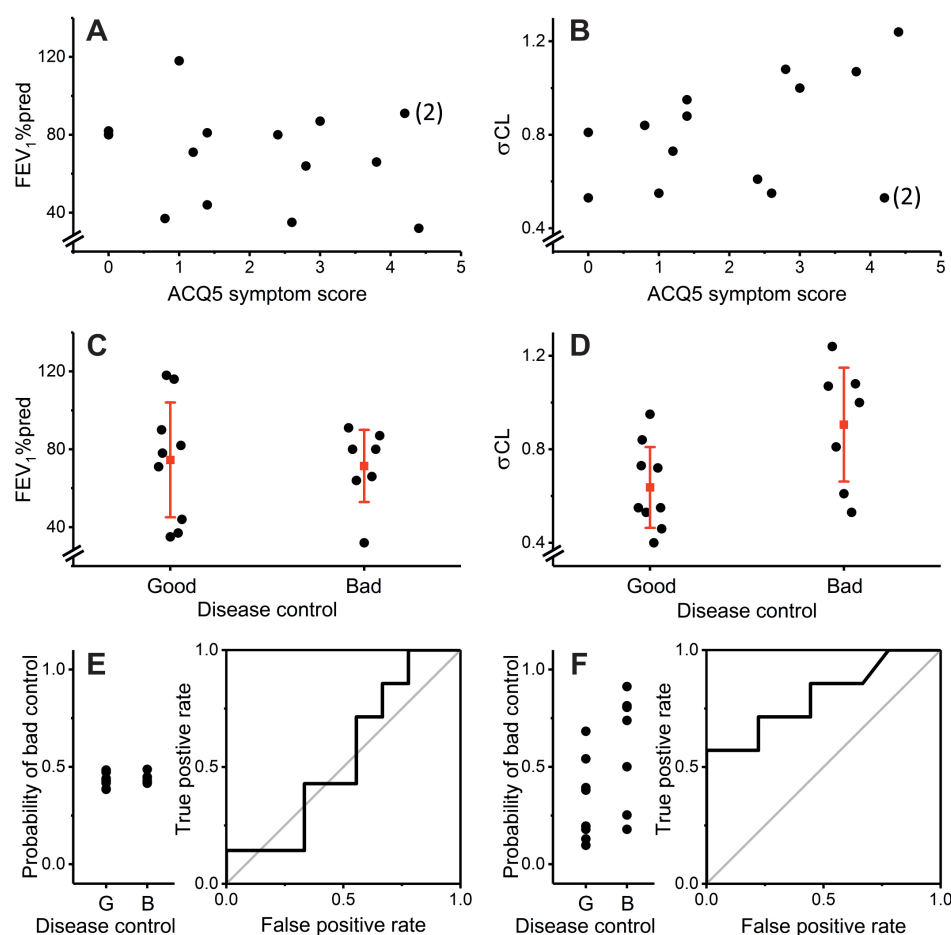 A
FEV1%pred
120
80
40
(2)
0 1 2 3 4 5
ACQ5 symptom score
B
σCL
1.2
0.8
0.4
(2)
0 1 2 3 4 5
ACQ5 symptom score
C
FEV1%pred
120
80
40
Good Bad
Disease control
D
σCL
1.2
0.8
0.4
Good Bad
Disease control
E
Probability of bad control
1.0
0.5
0.0
G B
Disease control
True postive rate
1.0
0.5
0.0
0.0 0.5 1.0
False positive rate
F
Probability of bad control
1.0
0.5
0.0
G B
Disease control
True postive rate
1.0
0.5
0.0
0.0 0.5 1.0
False positive rate